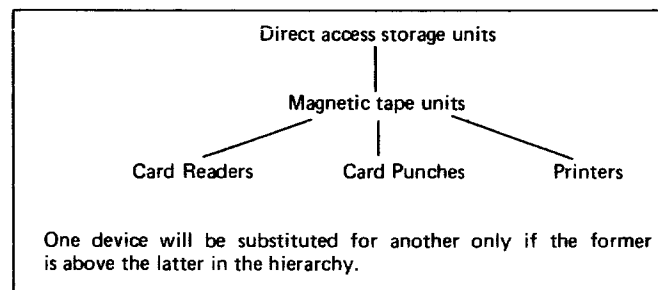 Direct access storage units
Magnetic tape units
Card Readers Card Punches Printers
One device will be substituted for another only if the former
is above the latter in the hierarchy.